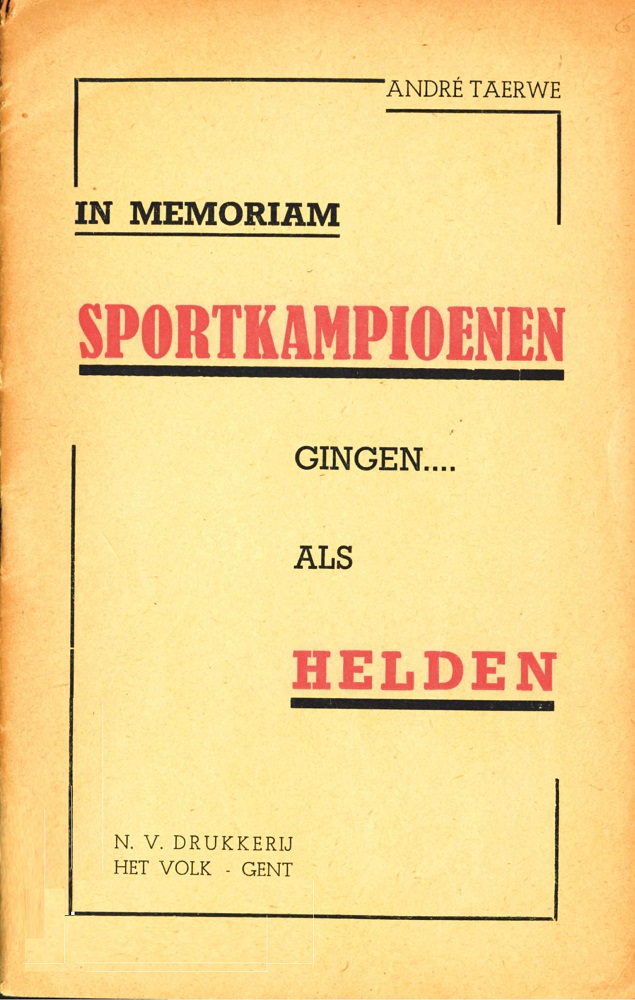 ANDRÉ TAERWE
IN MEMORIAM
SPORTKAMPIOENEN
GINGEN....
ALS
HELDEN
N. V. DRUKKERIJ
HET VOLK - GENT